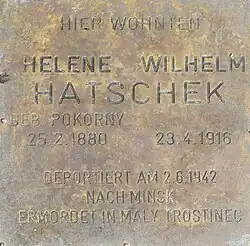 HIER WOHNTEN
HELENE WILHELM
HATSCHEK
GEB POKORNY
25.2.1880 23.4.1916
DEPORTIERT AM 2.6.1942
NACH MINSK
ERMORDET IN MALY TROSTINEC